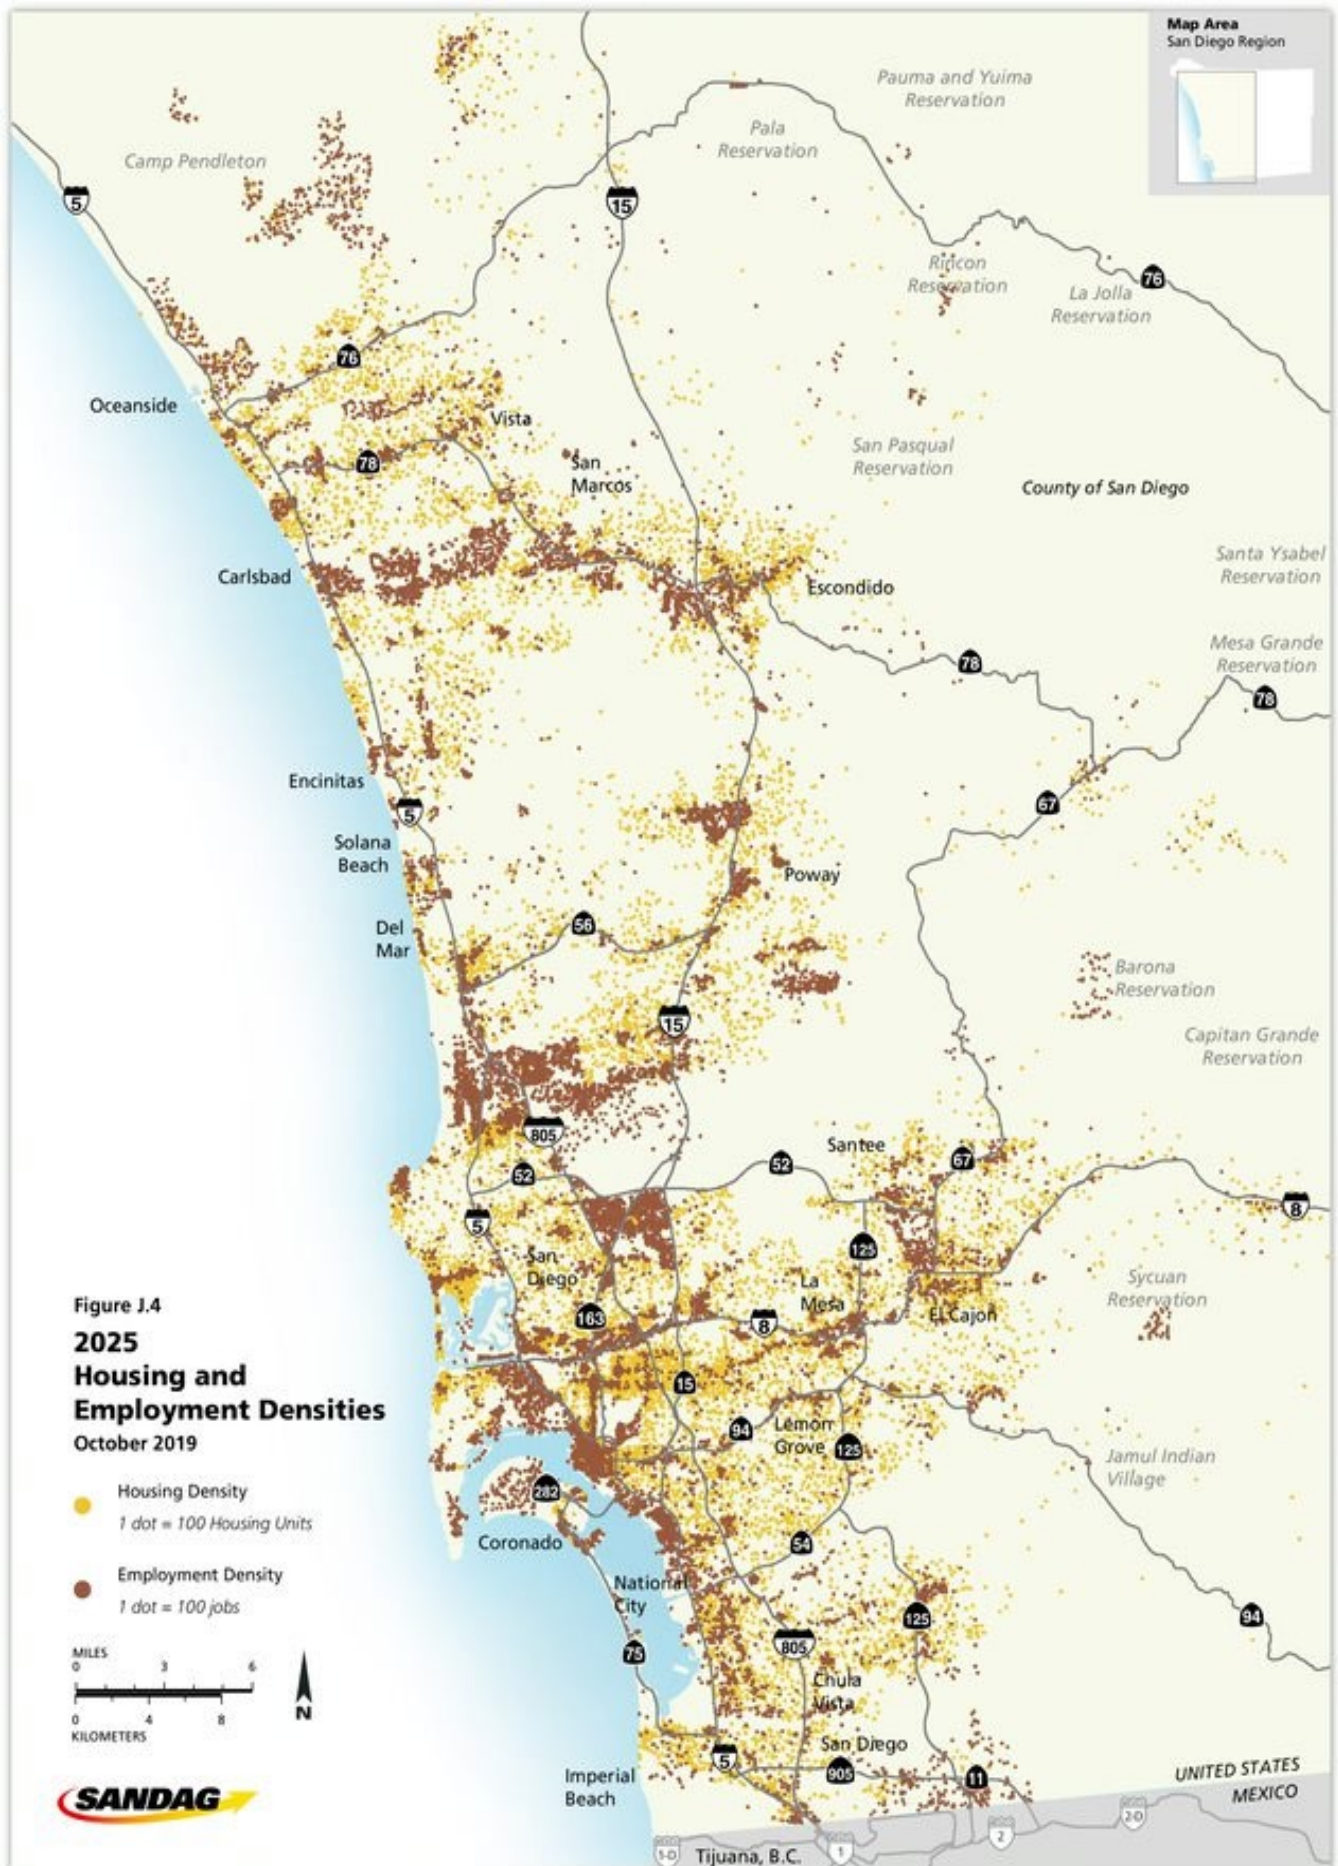 Map Area
San Diego Region
Pauma and Yuima
Reservation
Pala
Reservation
Camp Pendleton
5
15
Rincon
Reservation
La Jolla
Reservation
76
76
Oceanside
Vista
78
San
Marcos
San Pasqual
Reservation
County of San Diego
Santa Ysabel
Reservation
Carlsbad
Escondido
Mesa Grande
Reservation
78
78
Encinitas
5
67
Solana
Beach
Poway
Del
Mar
56
Barona
Reservation
15
Capitan Grande
Reservation
805
Santee
67
52
52
5
8
125
San
Diego
La
Mesa
Sycuan
Reservation
163
8
El Cajon
15
94
Lemon
Grove
125
Jamul Indian
Village
282
Coronado
54
National
City
125
94
805
75
Chula
Vista
San Diego
5
905
11
Imperial
Beach
UNITED STATES
MEXICO
1-D
Tijuana, B.C.
1
2
2-D
Figure J.4
2025
Housing and
Employment Densities
October 2019
Housing Density
1 dot = 100 Housing Units
Employment Density
1 dot = 100 jobs
MILES
0 3 6
0 4 8
KILOMETERS
N
SANDAG